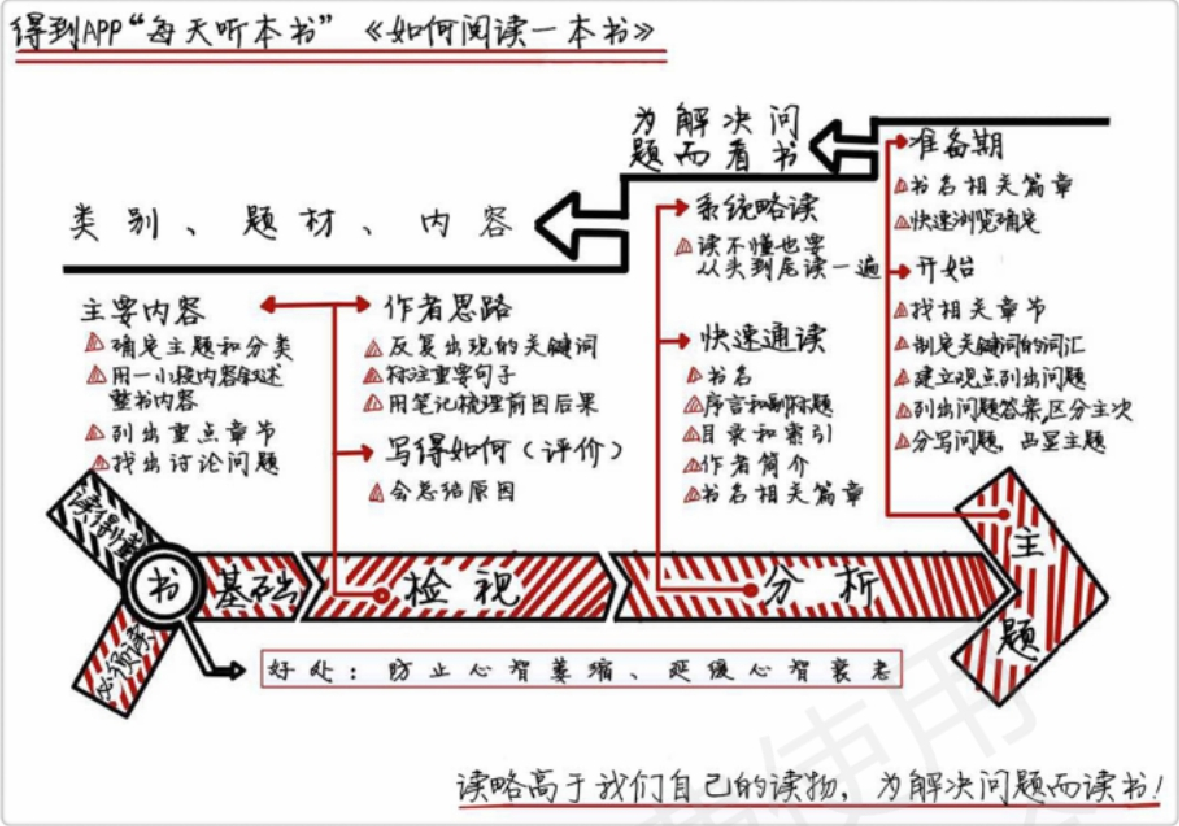 得到APP“每天听本书”《如何阅读一本书》
为解决问
题而看书
类别、题材、内容
准备期
书名相关篇章
快速浏览确定
开始
找相关章节
制定关键词的词汇
建立观点列出问题
列出问题答案,区分主次
分写问题,凸显主题
系统略读
读不懂也要
从头到尾读一遍
快速通读
书名
序言和副标题
目录和索引
作者简介
书名相关篇章
主要内容
确定主题和分类
用一小段内容叙述
整书内容
列出重点章节
找出讨论问题
作者思路
反复出现的关键词
标注重要句子
用笔记梳理前因后果
写得如何(评价)
会总结原因
读得懂
必须读
书
基础
检视
分析
主
题
好处:防止心智萎缩、延缓心智衰老
读略高于我们自己的读物,为解决问题而读书!
使用